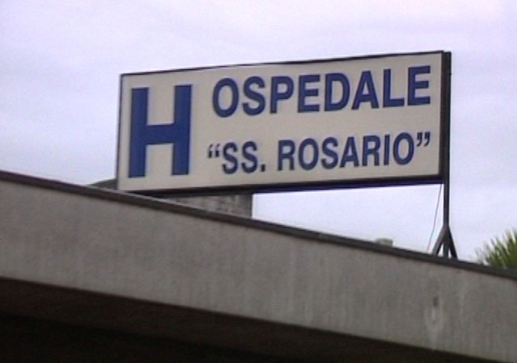 H OSPEDALE
“SS. ROSARIO”